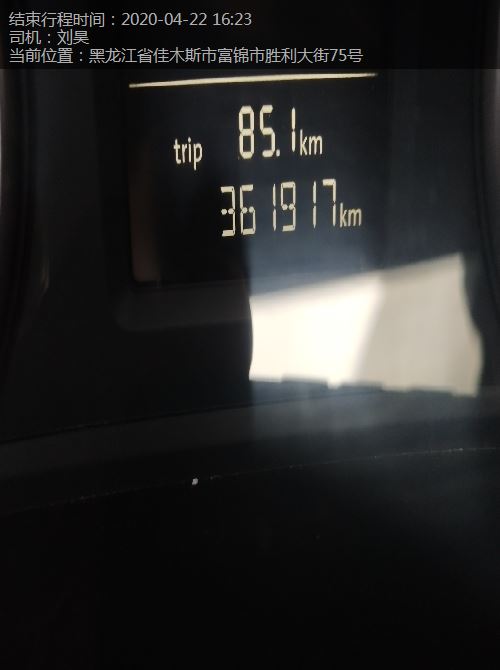 结束行程时间：2020-04-22 16:23
司机：刘昊
当前位置：黑龙江省佳木斯市富锦市胜利大街75号
trip 85.1km
361917km